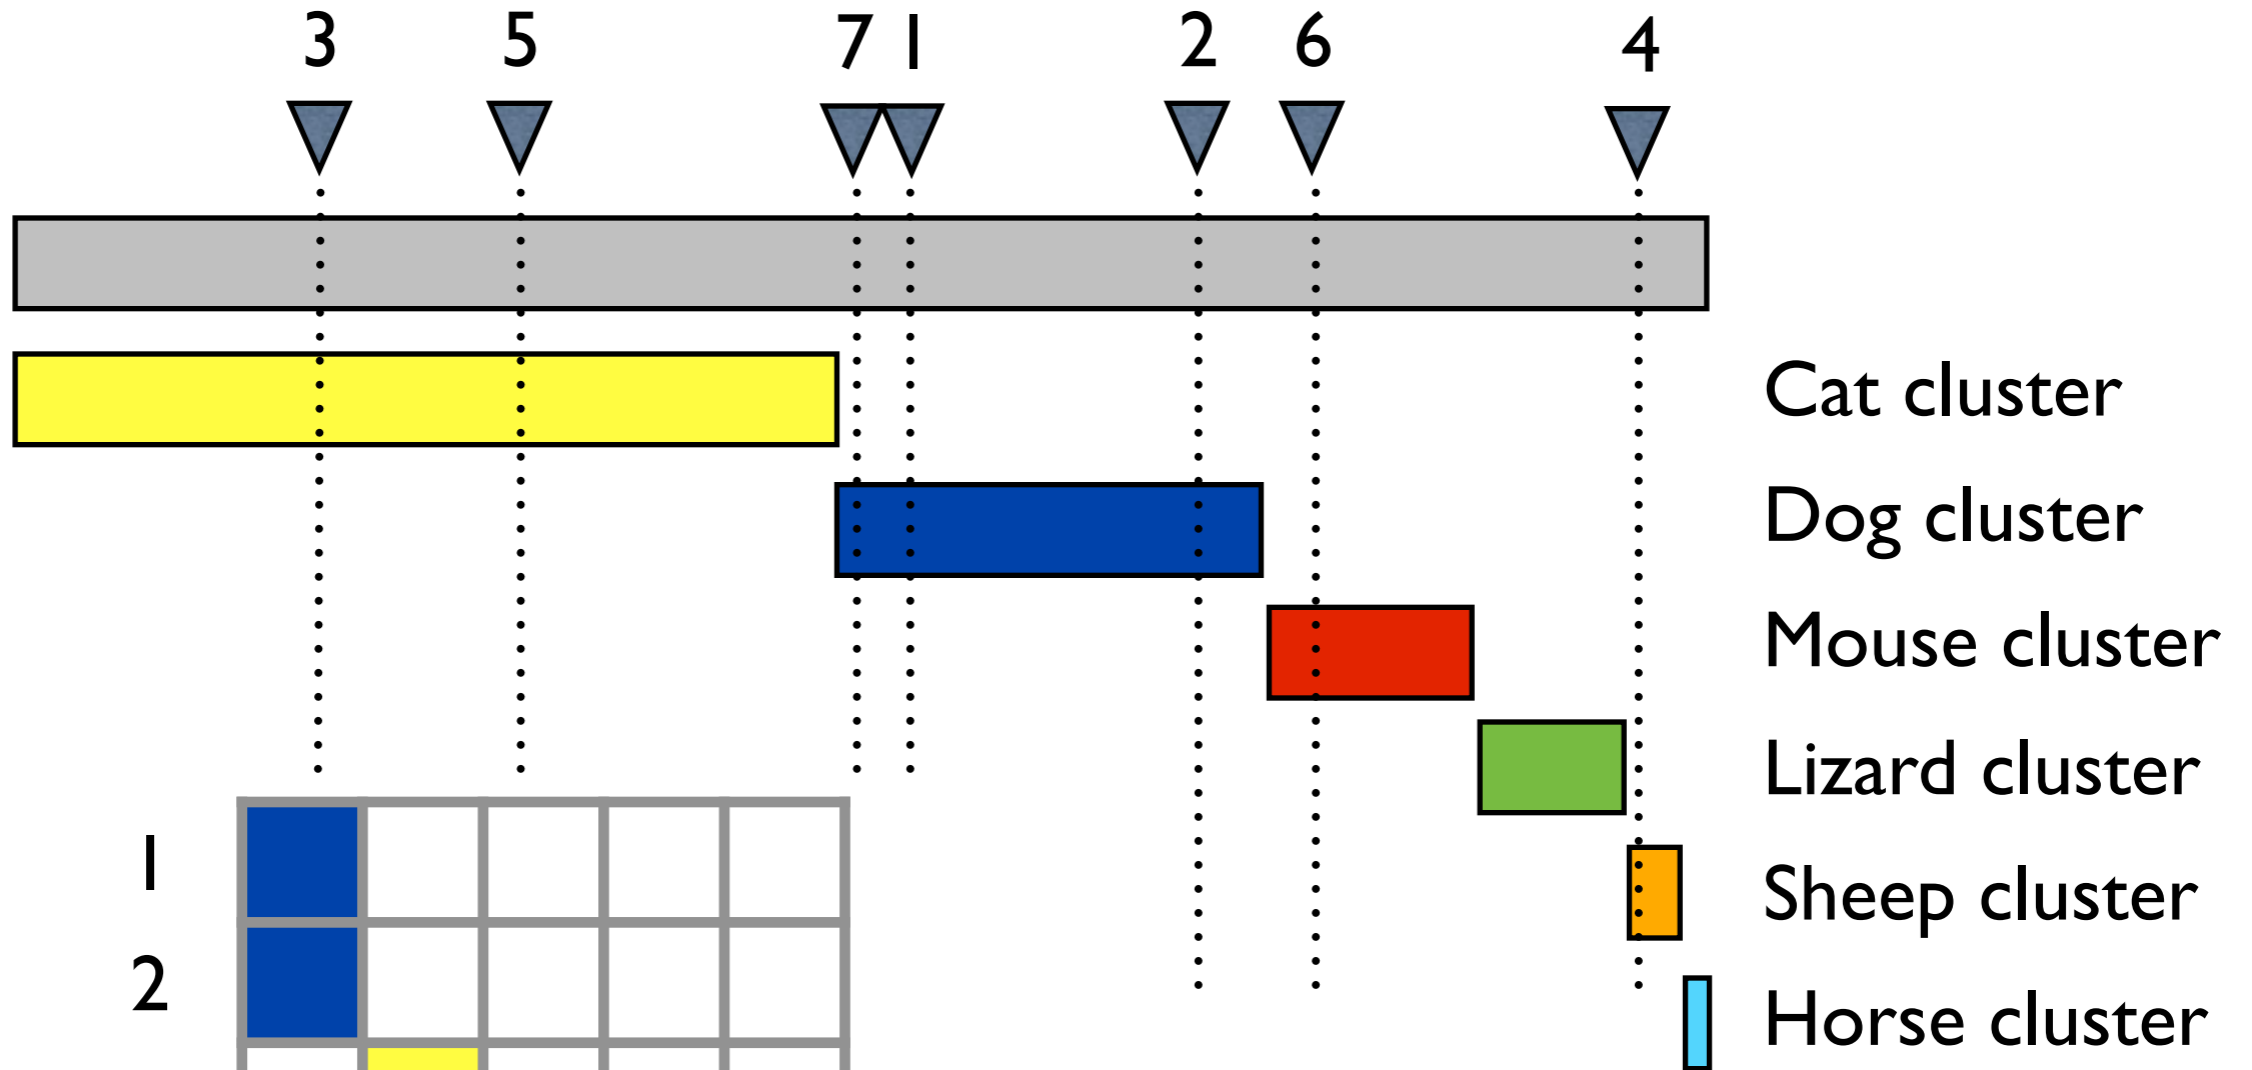 3 5 7 1 2 6 4
Cat cluster
Dog cluster
Mouse cluster
Lizard cluster
1
Sheep cluster
2
Horse cluster